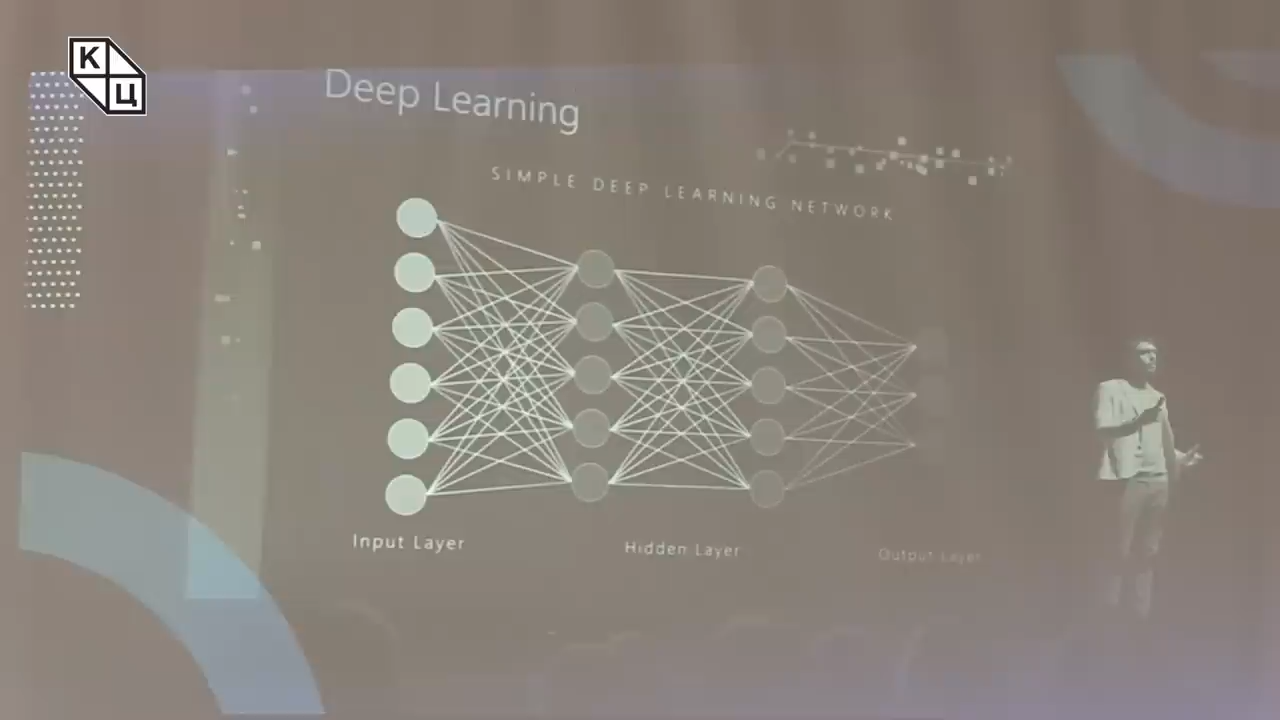 К
Ц
Deep Learning
SIMPLE DEEP LEARNING NETWORK
Input Layer
Hidden Layer
Output Layer